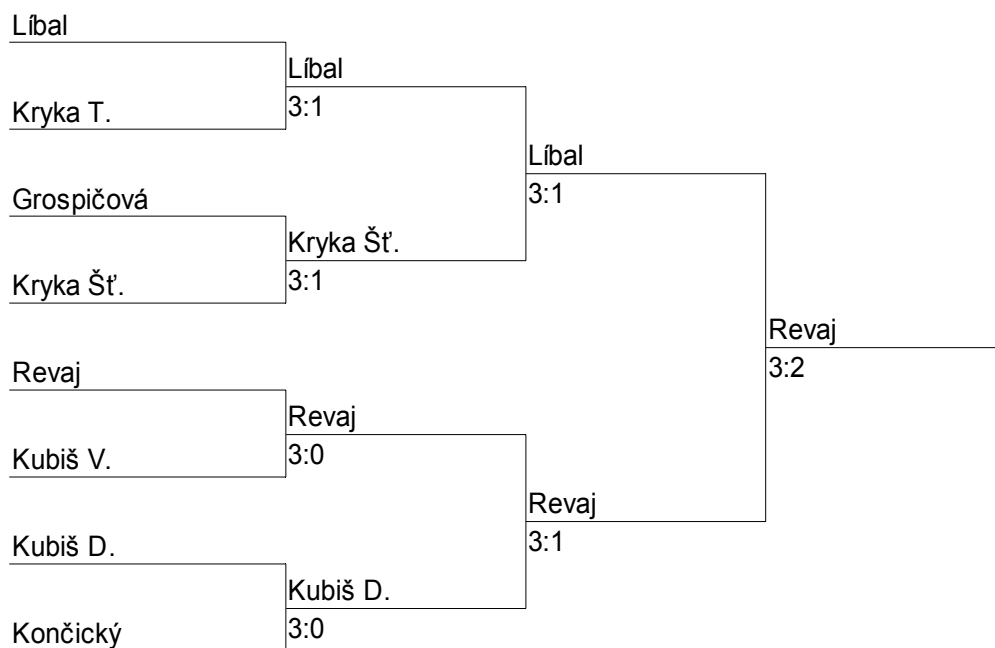 Líbal
Líbal
3:1
Kryka T.
Líbal
3:1
Grospičová
Kryka Šť.
3:1
Kryka Šť.
Revaj
3:2
Revaj
Revaj
3:0
Kubiš V.
Revaj
3:1
Kubiš D.
Kubiš D.
3:0
Končický